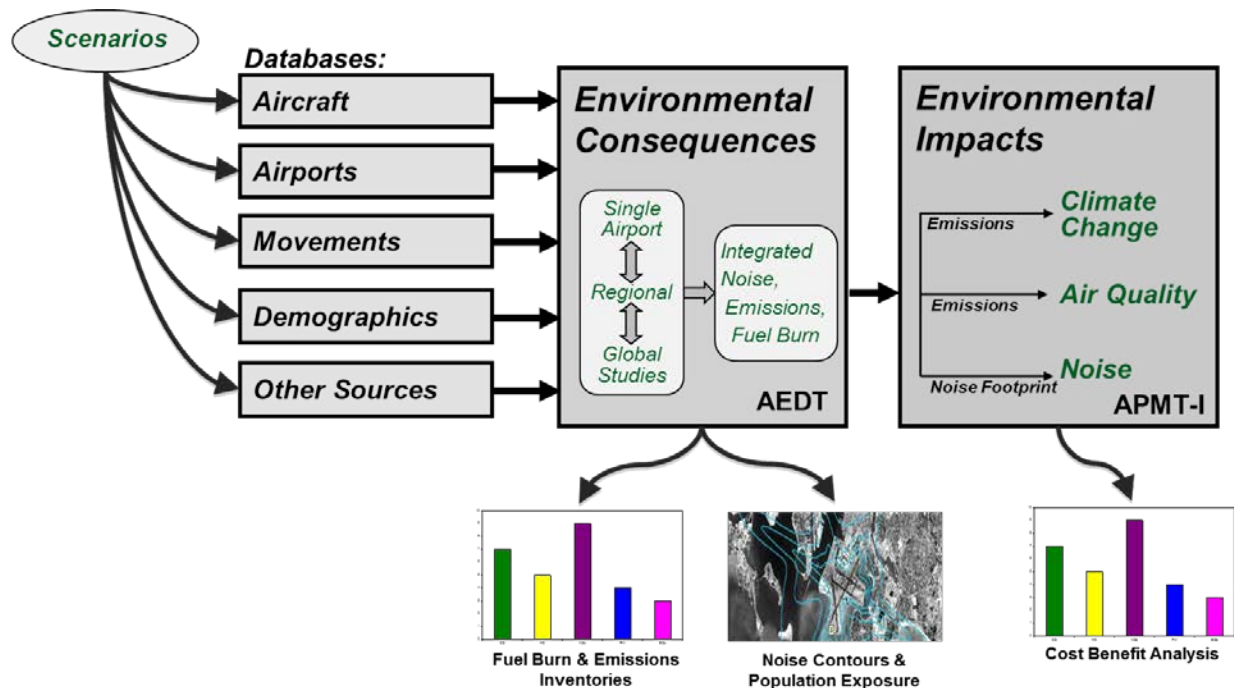 Scenarios
Databases:
Aircraft
Airports
Movements
Demographics
Other Sources
Environmental
Consequences
Single
Airport
Regional
Global
Studies
Integrated
Noise,
Emissions,
Fuel Burn
AEDT
Environmental
Impacts
Emissions
Climate
Change
Emissions
Air Quality
Noise Footprint
Noise
APMT-I
Fuel Burn & Emissions
Inventories
Noise Contours &
Population Exposure
Cost Benefit Analysis